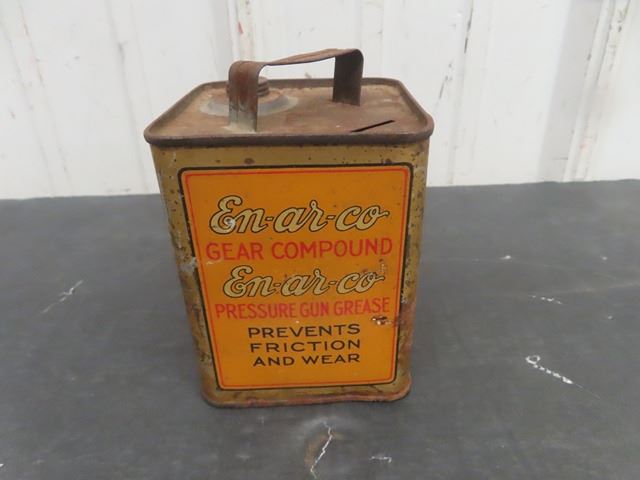 En-ar-co
GEAR COMPOUND
En-ar-co
PRESSURE GUN GREASE
PREVENTS
FRICTION
AND WEAR